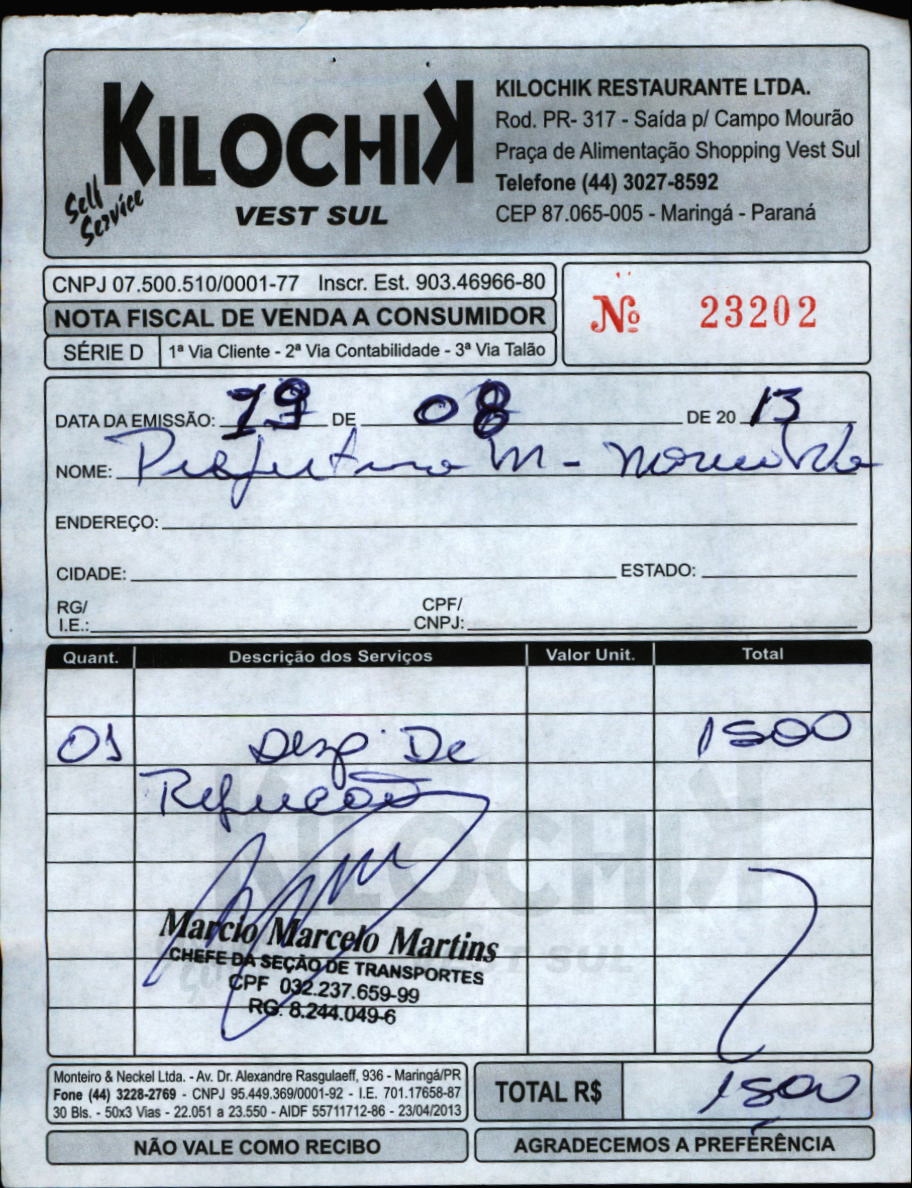 KILOCHIK
Self Service
VEST SUL
KILOCHIK RESTAURANTE LTDA.
Rod. PR- 317 - Saída p/ Campo Mourão
Praça de Alimentação Shopping Vest Sul
Telefone (44) 3027-8592
CEP 87.065-005 - Maringá - Paraná
CNPJ 07.500.510/0001-77 Inscr. Est. 903.46966-80
NOTA FISCAL DE VENDA A CONSUMIDOR
SÉRIE D 1ª Via Cliente - 2ª Via Contabilidade - 3ª Via Talão
Nº 23202
DATA DA EMISSÃO: 19 DE 08 DE 20 13
NOME: Prefeitura M -
ENDEREÇO:
CIDADE: ESTADO:
RG/ I.E.: CPF/ CNPJ:
Quant. Descrição dos Serviços Valor Unit. Total
01 Desp. De 1500
Refeicão
KILOCHIK
VEST SUL
Marcio Marcelo Martins
CHEFE DA SEÇÃO DE TRANSPORTES
CPF 032.237.659-99
RG. 8.244.049-6
Monteiro & Neckel Ltda. - Av. Dr. Alexandre Rasgulaeff, 936 - Maringá/PR
Fone (44) 3228-2769 - CNPJ 95.449.369/0001-92 - I.E. 701.17658-87
30 Bls. - 50x3 Vias - 22.051 a 23.550 - AIDF 55711712-86 - 23/04/2013
TOTAL R$ 1500
NÃO VALE COMO RECIBO
AGRADECEMOS A PREFERÊNCIA